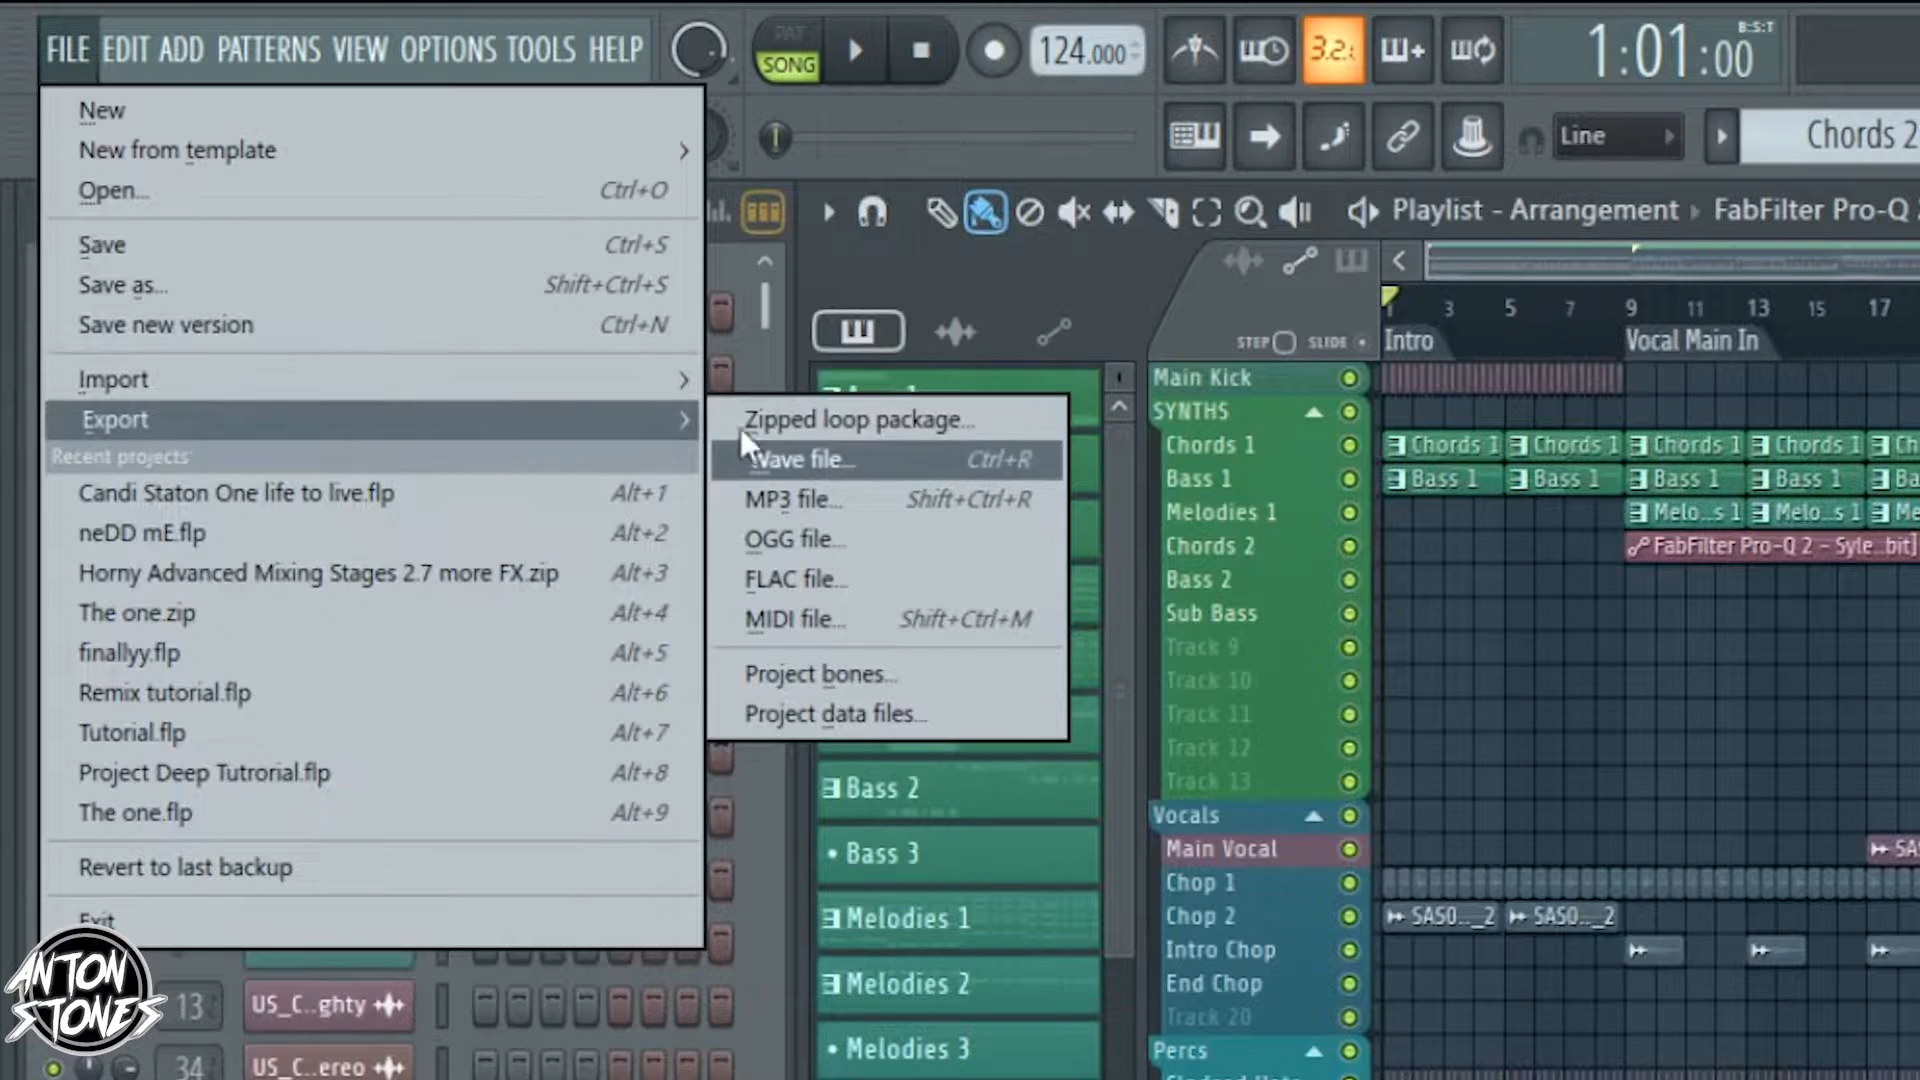 FILE EDIT ADD PATTERNS VIEW OPTIONS TOOLS HELP
PAT
SONG
124.000
3.2.
B:S:T
1:01:00
Line
Chords 2
New
New from template
Open... Ctrl+O
Save Ctrl+S
Save as... Shift+Ctrl+S
Save new version Ctrl+N
Import
Export
Recent projects
Candi Staton One life to live.flp Alt+1
neDD mE.flp Alt+2
Horny Advanced Mixing Stages 2.7 more FX.zip Alt+3
The one.zip Alt+4
finallyy.flp Alt+5
Remix tutorial.flp Alt+6
Tutorial.flp Alt+7
Project Deep Tutrorial.flp Alt+8
The one.flp Alt+9
Revert to last backup
Exit
Zipped loop package...
Wave file... Ctrl+R
MP3 file... Shift+Ctrl+R
OGG file...
FLAC file...
MIDI file... Shift+Ctrl+M
Project bones...
Project data files...
Bass 2
Bass 3
Melodies 1
Melodies 2
Melodies 3
Playlist - Arrangement FabFilter Pro-Q
STEP SLIDE
1 3 5 7 9 11 13 15 17
Intro Vocal Main In
Main Kick
SYNTHS
Chords 1 Chords 1 Chords 1 Chords 1 Chords 1 Ch
Bass 1 Bass 1 Bass 1 Bass 1 Bass 1 Ba
Melodies 1 Melo..s 1 Melo..s 1 Me
Chords 2 FabFilter Pro-Q 2 - Syle..bit]
Bass 2
Sub Bass
Track 9
Track 10
Track 11
Track 12
Track 13
Vocals
Main Vocal SAS
Chop 1
Chop 2 SASO..._2 SASO..._2
Intro Chop
End Chop
Track 20
Percs
13 US_C..ghty
34 US_C..ereo
ANTON
STONES